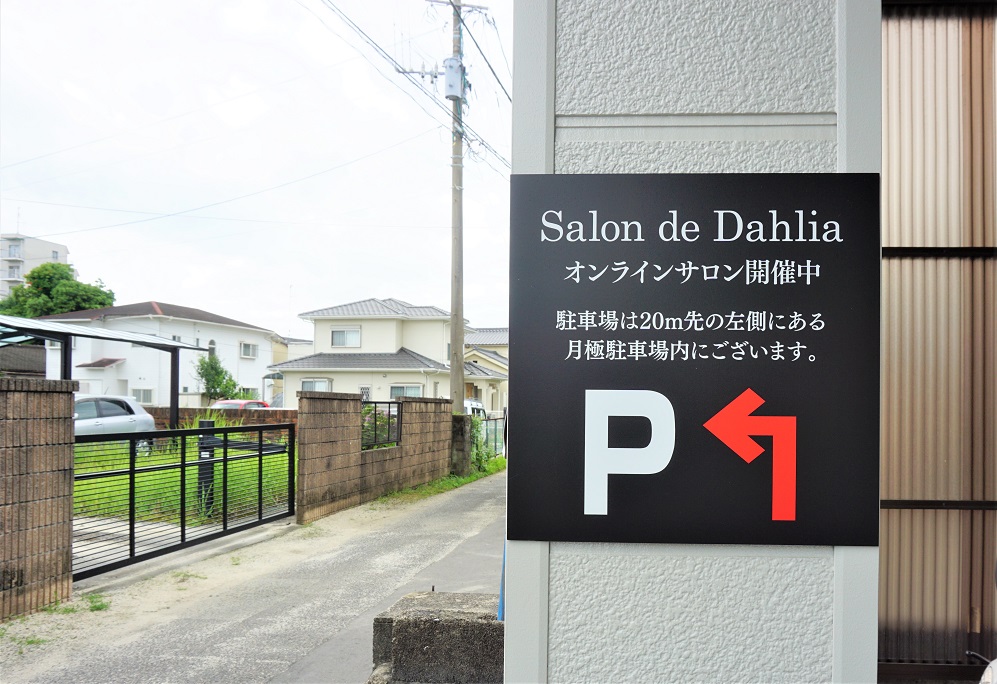 Salon de Dahlia
オンラインサロン開催中
駐車場は20m先の左側にある
月極駐車場内にございます。
P